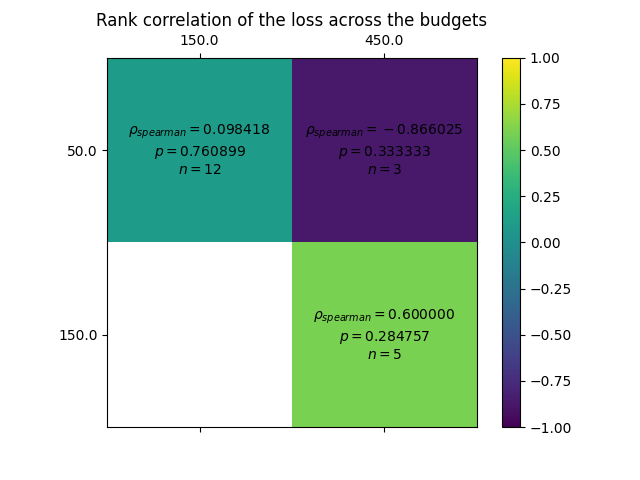 Rank correlation of the loss across the budgets
150.0 450.0
50.0
ρspearman = 0.098418
p = 0.760899
n = 12
ρspearman = −0.866025
p = 0.333333
n = 3
150.0
ρspearman = 0.600000
p = 0.284757
n = 5
1.00
0.75
0.50
0.25
0.00
−0.25
−0.50
−0.75
−1.00